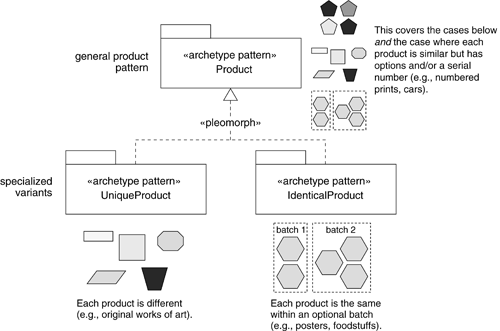 general product
pattern
«archetype pattern»
Product
This covers the cases below
and the case where each
product is similar but has
options and/or a serial
number (e.g., numbered
prints, cars).
«pleomorph»
specialized
variants
«archetype pattern»
UniqueProduct
«archetype pattern»
IdenticalProduct
batch 1
batch 2
Each product is different
(e.g., original works of art).
Each product is the same
within an optional batch
(e.g., posters, foodstuffs).